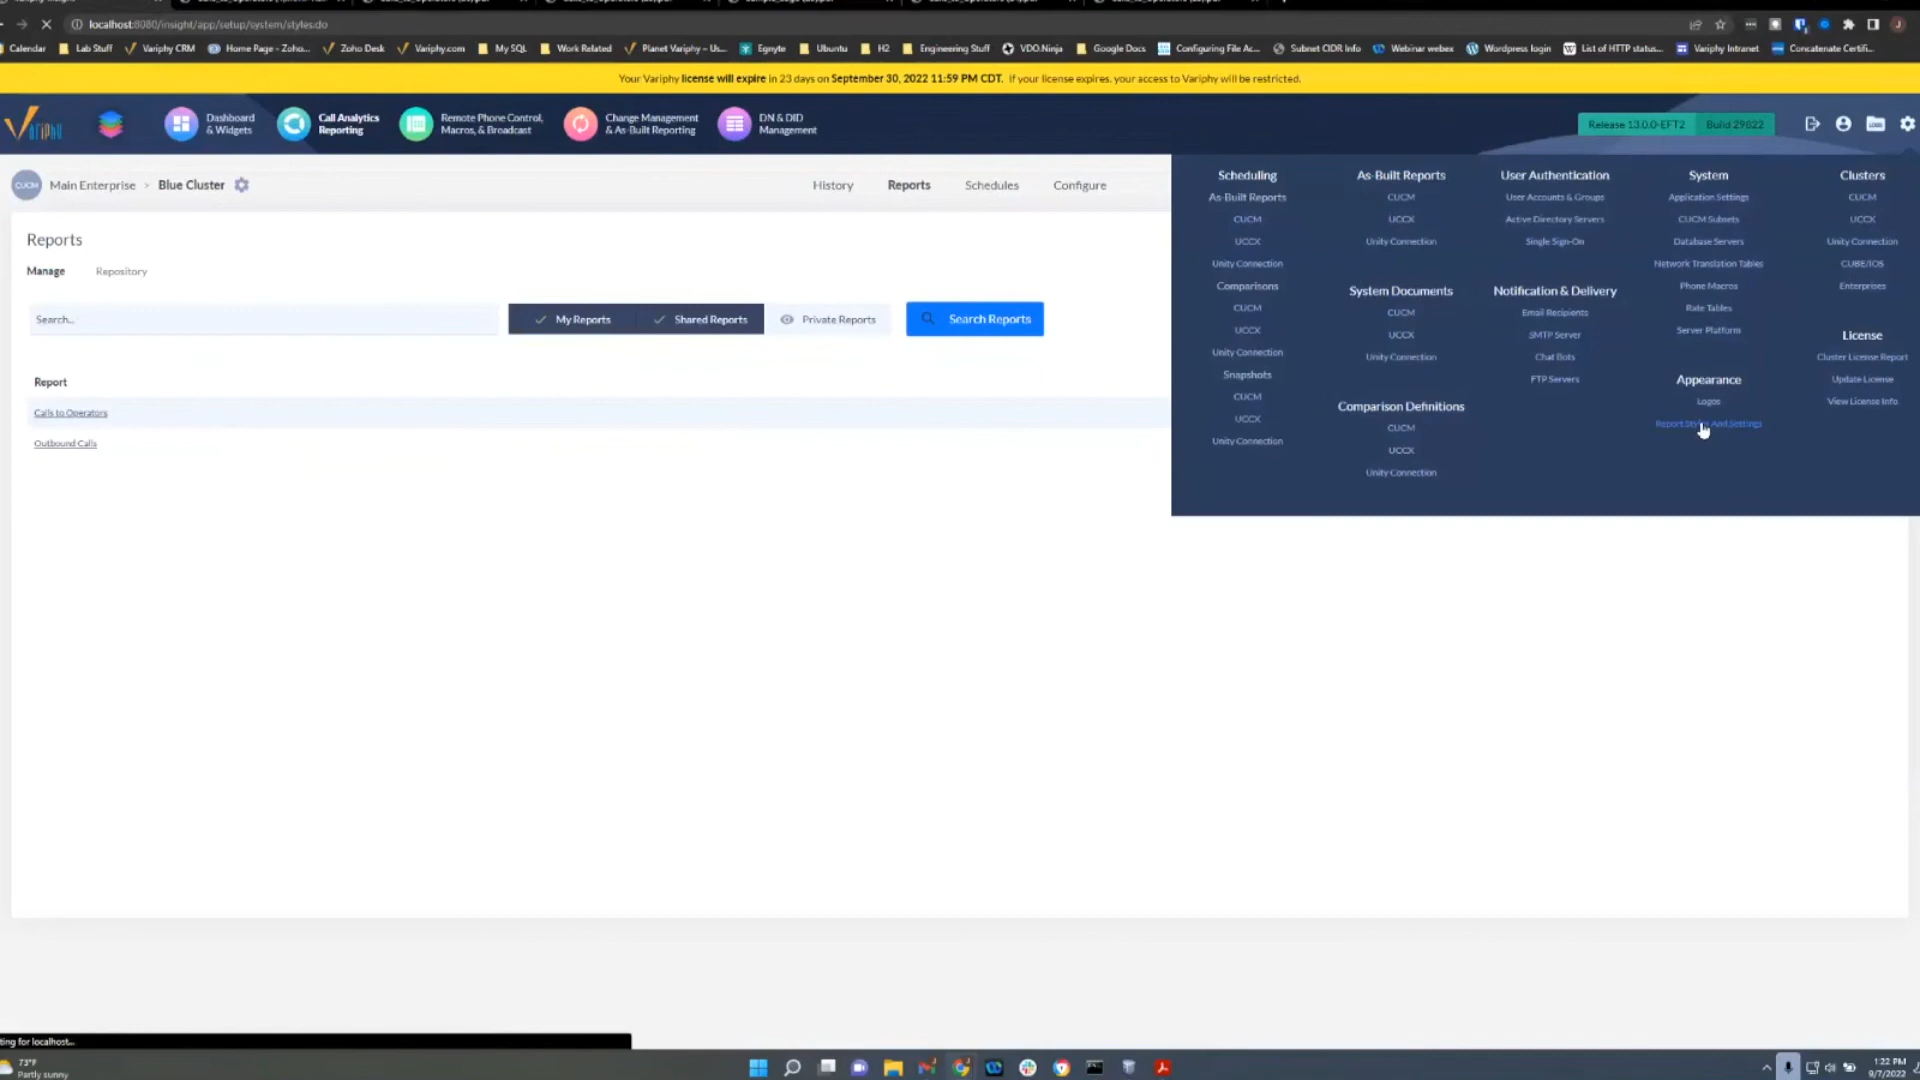 localhost:8080/insight/app/setup/system/styles.do
Calendar
Lab Stuff
Variphy CRM
Home Page - Zoho...
Zoho Desk
Variphy.com
My SQL
Work Related
Planet Variphy – Us...
Egnyte
Ubuntu
H2
Engineering Stuff
VDO.Ninja
Google Docs
Configuring File Ac...
Subnet CIDR Info
Webinar webex
Wordpress login
List of HTTP status...
Variphy Intranet
Concatenate Certifi...
Your Variphy license will expire in 23 days on September 30, 2022 11:59 PM CDT. If your license expires, your access to Variphy will be restricted.
Variphy
Dashboard
& Widgets
Call Analytics
Reporting
Remote Phone Control,
Macros, & Broadcast
Change Management
& As-Built Reporting
DN & DID
Management
Release 13.0.0-EFT2
Build 29822
CUCM
Main Enterprise > Blue Cluster
History
Reports
Schedules
Configure
Reports
Manage
Repository
Search...
My Reports
Shared Reports
Private Reports
Search Reports
Report
Calls to Operators
Outbound Calls
Scheduling
As-Built Reports
CUCM
UCCX
Unity Connection
Comparisons
CUCM
UCCX
Unity Connection
Snapshots
CUCM
UCCX
Unity Connection
As-Built Reports
CUCM
UCCX
Unity Connection
System Documents
CUCM
UCCX
Unity Connection
Comparison Definitions
CUCM
UCCX
Unity Connection
User Authentication
User Accounts & Groups
Active Directory Servers
Single Sign-On
Notification & Delivery
Email Recipients
SMTP Server
Chat Bots
FTP Servers
System
Application Settings
CUCM Subnets
Database Servers
Network Translation Tables
Phone Macros
Rate Tables
Server Platform
Appearance
Logos
Report Styles And Settings
Clusters
CUCM
UCCX
Unity Connection
CUBE/IOS
Enterprises
License
Cluster License Report
Update License
View License Info
ting for localhost...
73°F
Partly sunny
1:22 PM
9/7/2022